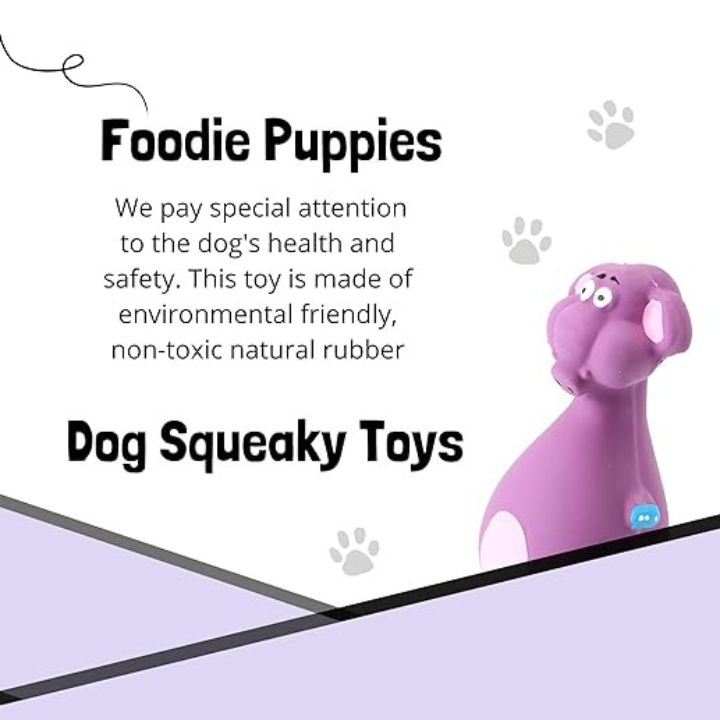 Foodie Puppies
We pay special attention
to the dog's health and
safety. This toy is made of
environmental friendly,
non-toxic natural rubber
Dog Squeaky Toys